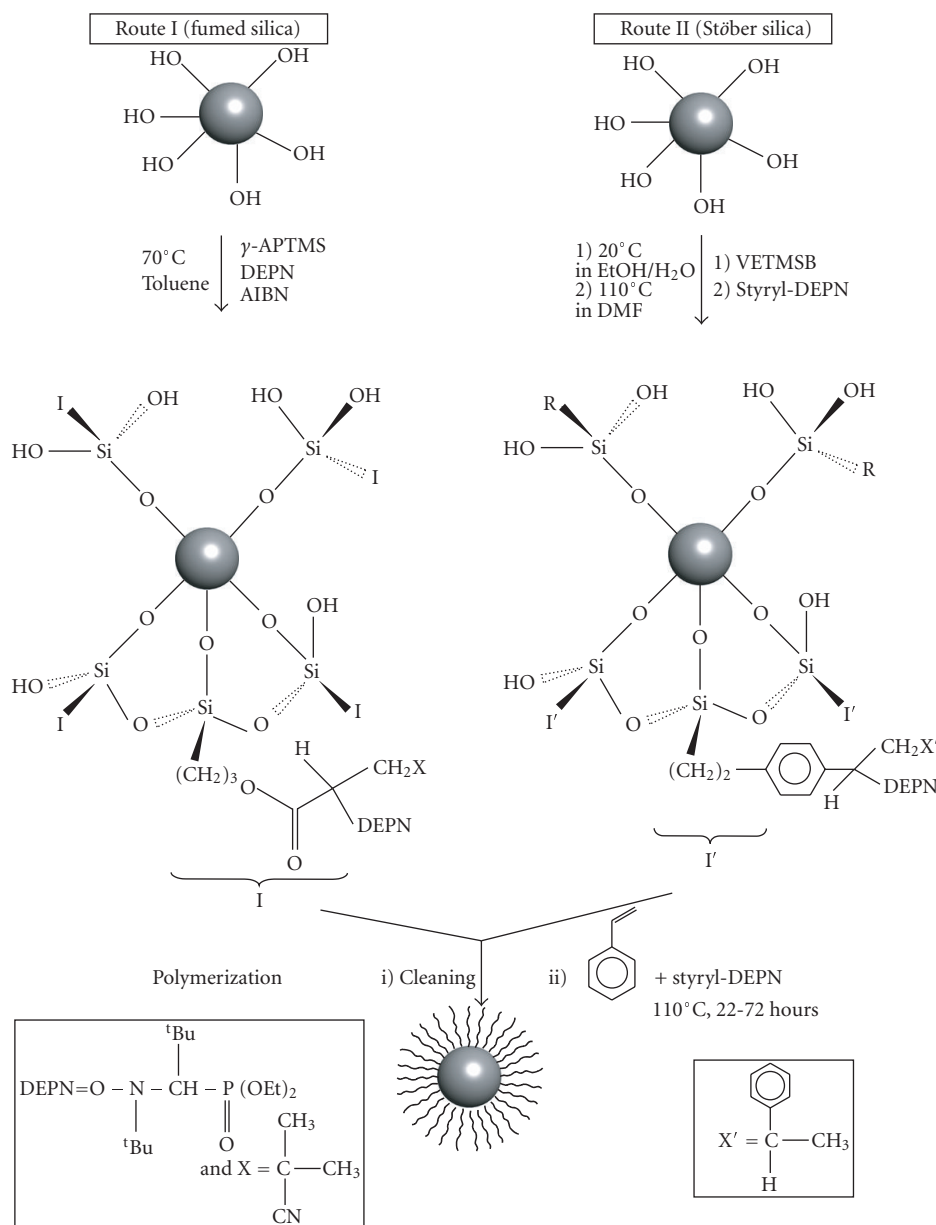 Route I (fumed silica)
HO
OH
HO
HO
OH
OH
70°C
Toluene
γ-APTMS
DEPN
AIBN
Route II (Stöber silica)
HO
OH
HO
HO
OH
OH
1) 20°C
in EtOH/H₂O
2) 110°C
in DMF
1) VETMSB
2) Styryl-DEPN
I
OH
HO
Si
O
HO
OH
Si
I
O
O
O
O
OH
Si
HO
I
O
Si
O
Si
I
(CH₂)₃
O
H
CH₂X
DEPN
O
I
R
OH
HO
Si
O
HO
OH
Si
R
O
O
O
O
OH
Si
HO
I′
O
Si
O
Si
I′
(CH₂)₂
CH₂X′
DEPN
H
I′
Polymerization
i) Cleaning
ii)
+ styryl-DEPN
110°C, 22-72 hours
ᵗBu
DEPN=O – N – CH – P (OEt)₂
ᵗBu
O
CH₃
and X = C — CH₃
CN
X′ = C — CH₃
H